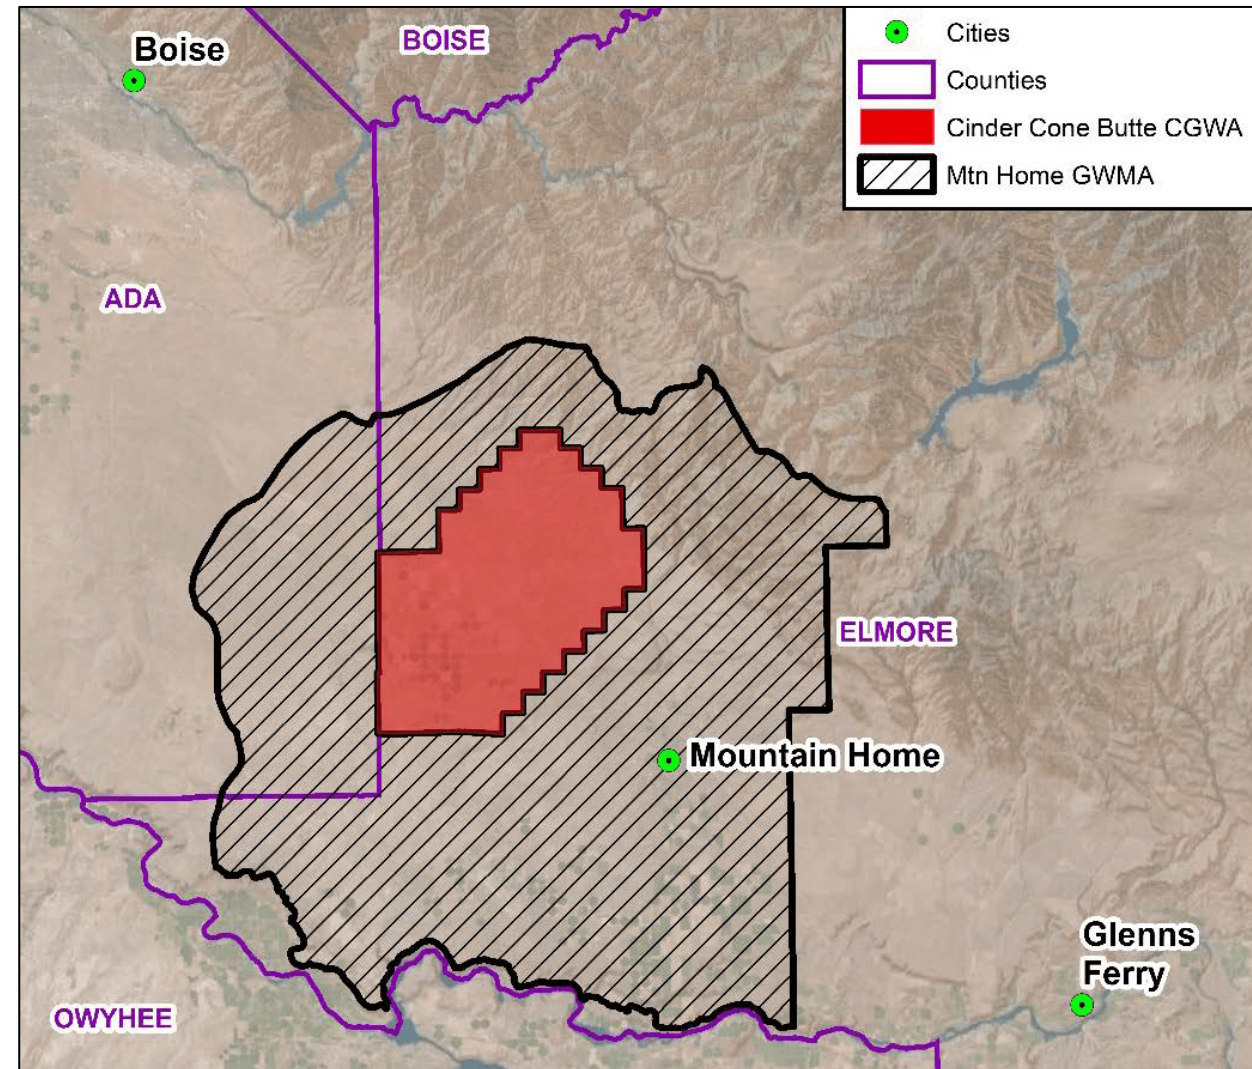 Boise
BOISE
Cities
Counties
Cinder Cone Butte CGWA
Mtn Home GWMA
ADA
ELMORE
Mountain Home
Glenns
Ferry
OWYHEE